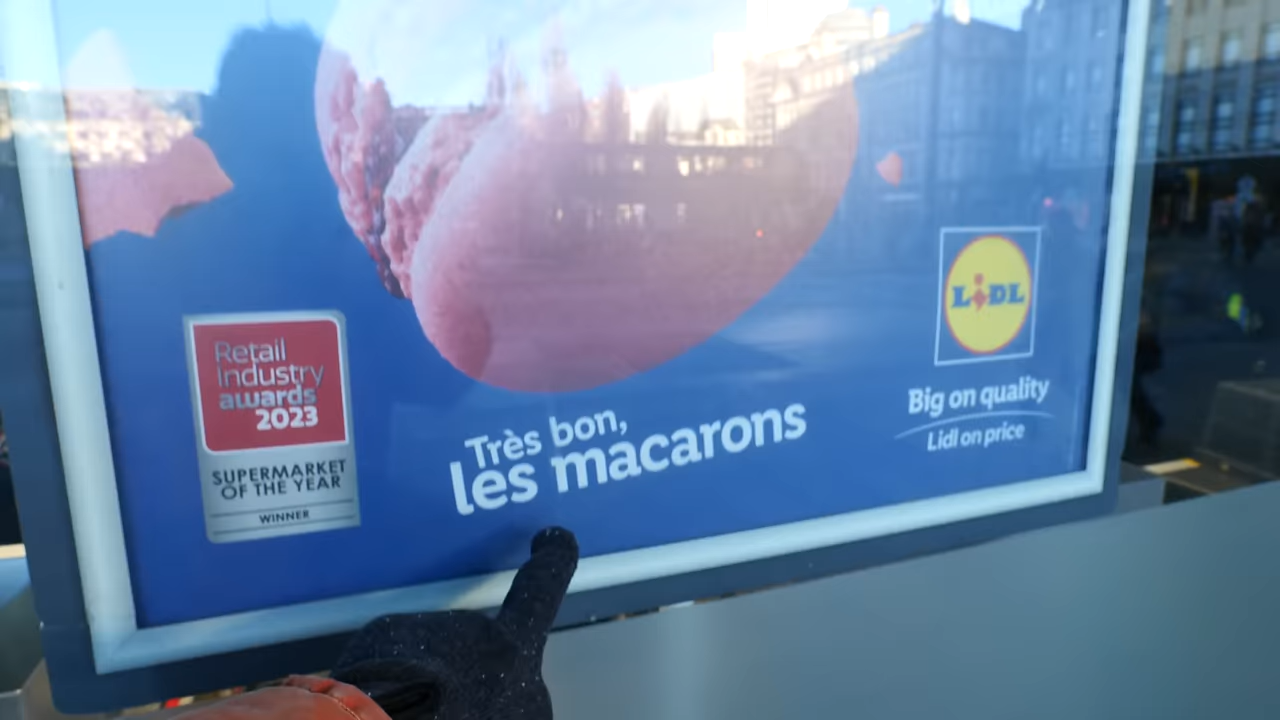 Retail
Industry
awards
2023
SUPERMARKET
OF THE YEAR
WINNER
Très bon,
les macarons
LIDL
Big on quality
Lidl on price